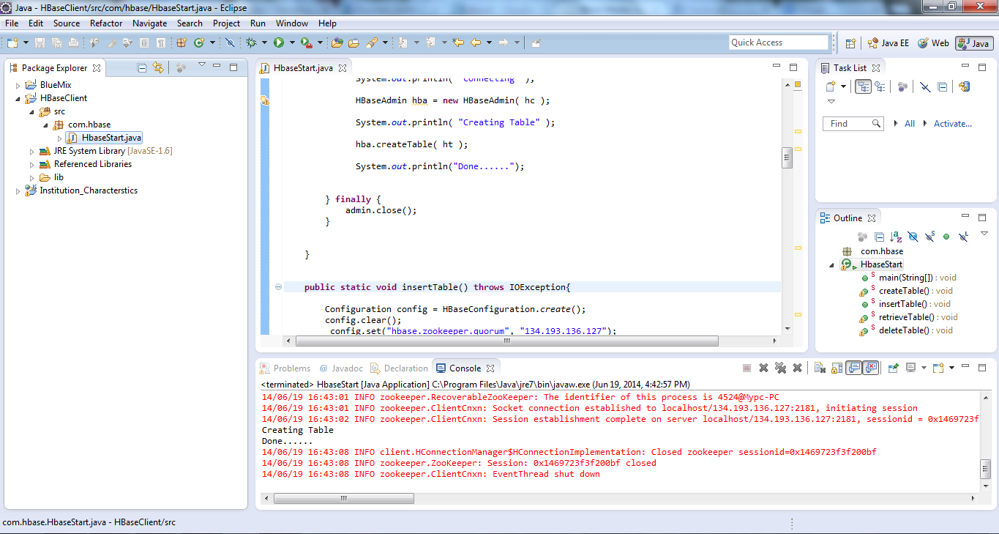 Java - HBaseClient/src/com/hbase/HbaseStart.java - Eclipse
File Edit Source Refactor Navigate Search Project Run Window Help
Quick Access
Java EE
Web
Java
Package Explorer
BlueMix
HBaseClient
src
com.hbase
HbaseStart.java
JRE System Library [JavaSE-1.6]
Referenced Libraries
lib
Institution_Characterstics
HbaseStart.java
System.out.println( "Connecting" );
HBaseAdmin hba = new HBaseAdmin( hc );
System.out.println( "Creating Table" );
hba.createTable( ht );
System.out.println("Done......");
} finally {
admin.close();
}
}
public static void insertTable() throws IOException{
Configuration config = HBaseConfiguration.create();
config.clear();
config.set("hbase.zookeeper.quorum", "134.193.136.127");
Task List
Find
All
Activate...
Outline
com.hbase
HbaseStart
main(String[]) : void
createTable() : void
insertTable() : void
retrieveTable() : void
deleteTable() : void
Problems @ Javadoc Declaration Console
<terminated> HbaseStart [Java Application] C:\Program Files\Java\jre7\bin\javaw.exe (Jun 19, 2014, 4:42:57 PM)
14/06/19 16:43:01 INFO zookeeper.RecoverableZooKeeper: The identifier of this process is 4524@Mypc-PC
14/06/19 16:43:01 INFO zookeeper.ClientCnxn: Socket connection established to localhost/134.193.136.127:2181, initiating session
14/06/19 16:43:02 INFO zookeeper.ClientCnxn: Session establishment complete on server localhost/134.193.136.127:2181, sessionid = 0x1469723f
Creating Table
Done......
14/06/19 16:43:08 INFO client.HConnectionManager$HConnectionImplementation: Closed zookeeper sessionid=0x1469723f3f200bf
14/06/19 16:43:08 INFO zookeeper.ZooKeeper: Session: 0x1469723f3f200bf closed
14/06/19 16:43:08 INFO zookeeper.ClientCnxn: EventThread shut down
com.hbase.HbaseStart.java - HBaseClient/src